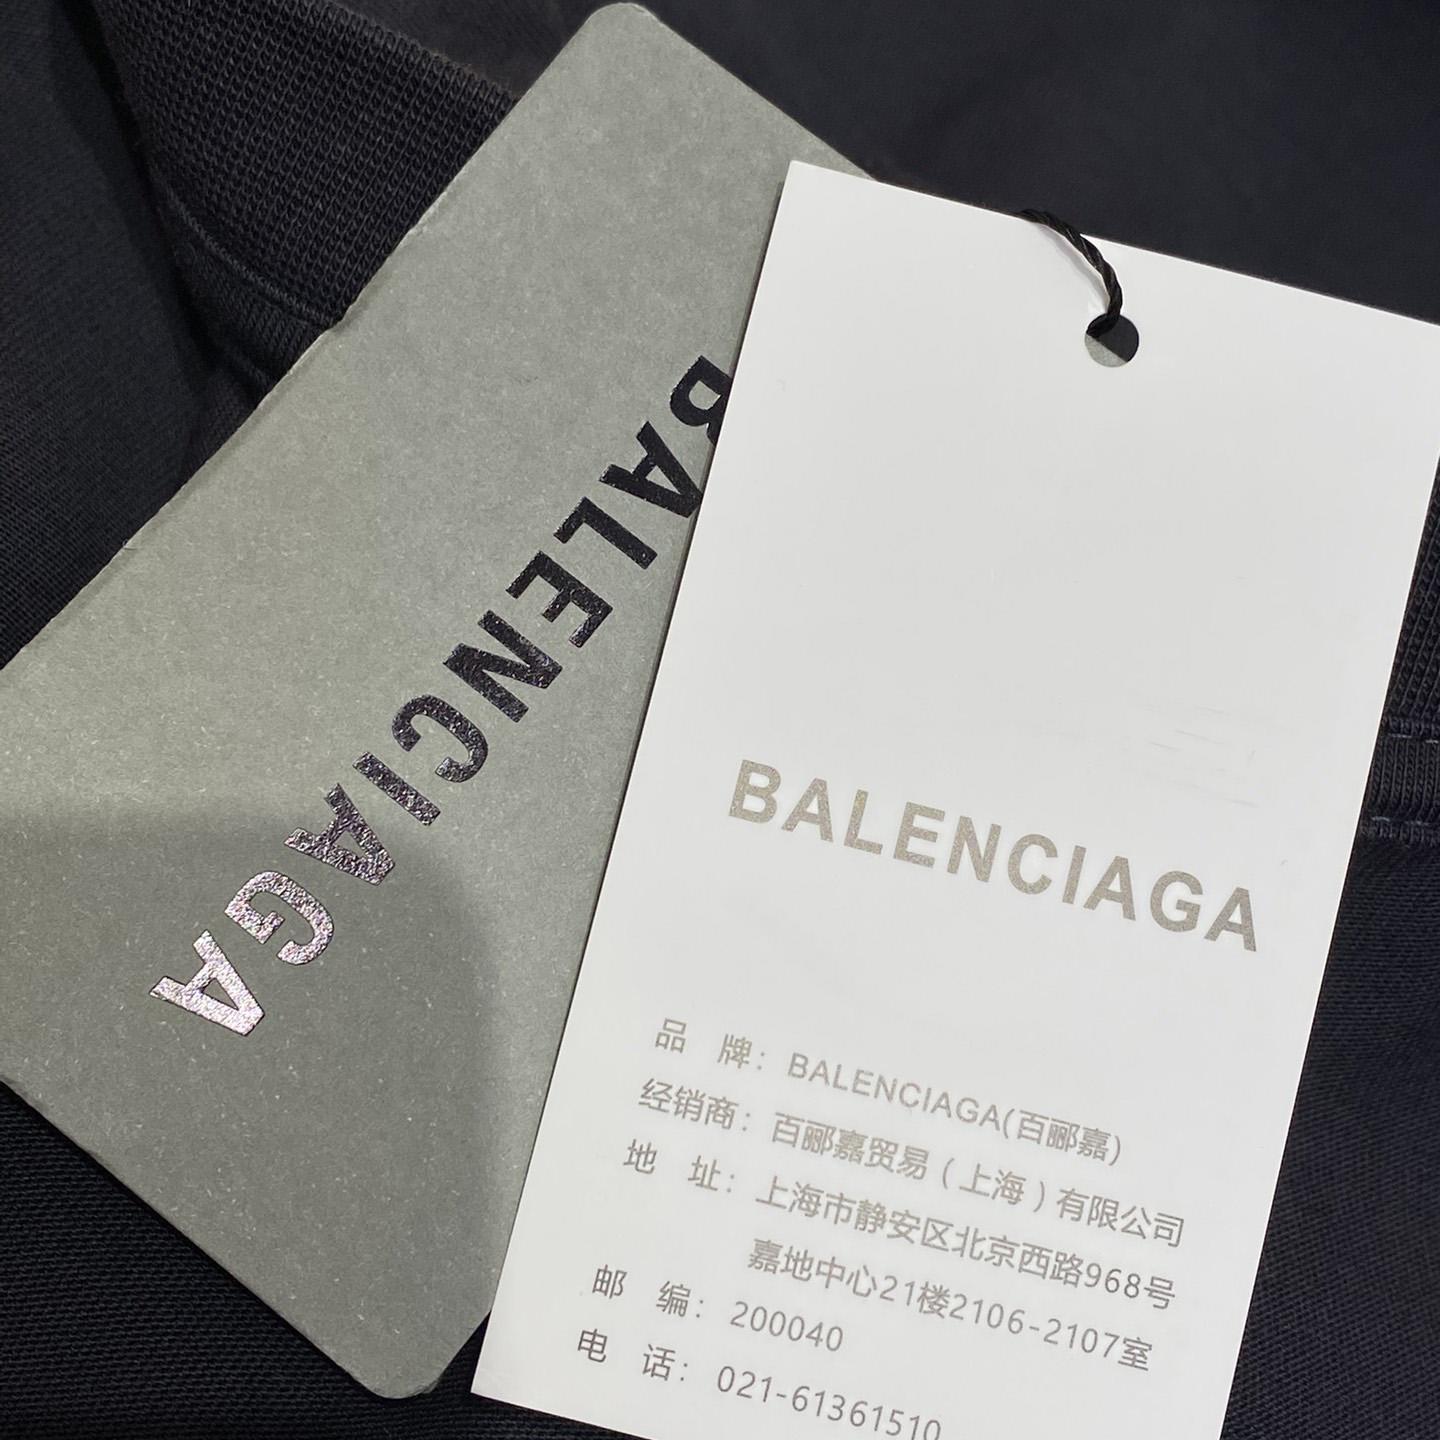 BALENCIAGA
BALENCIAGA
品 牌：BALENCIAGA(百郦嘉)
经销商：百郦嘉贸易（上海）有限公司
地 址：上海市静安区北京西路968号
嘉地中心21楼2106-2107室
邮 编：200040
电 话：021-61361510